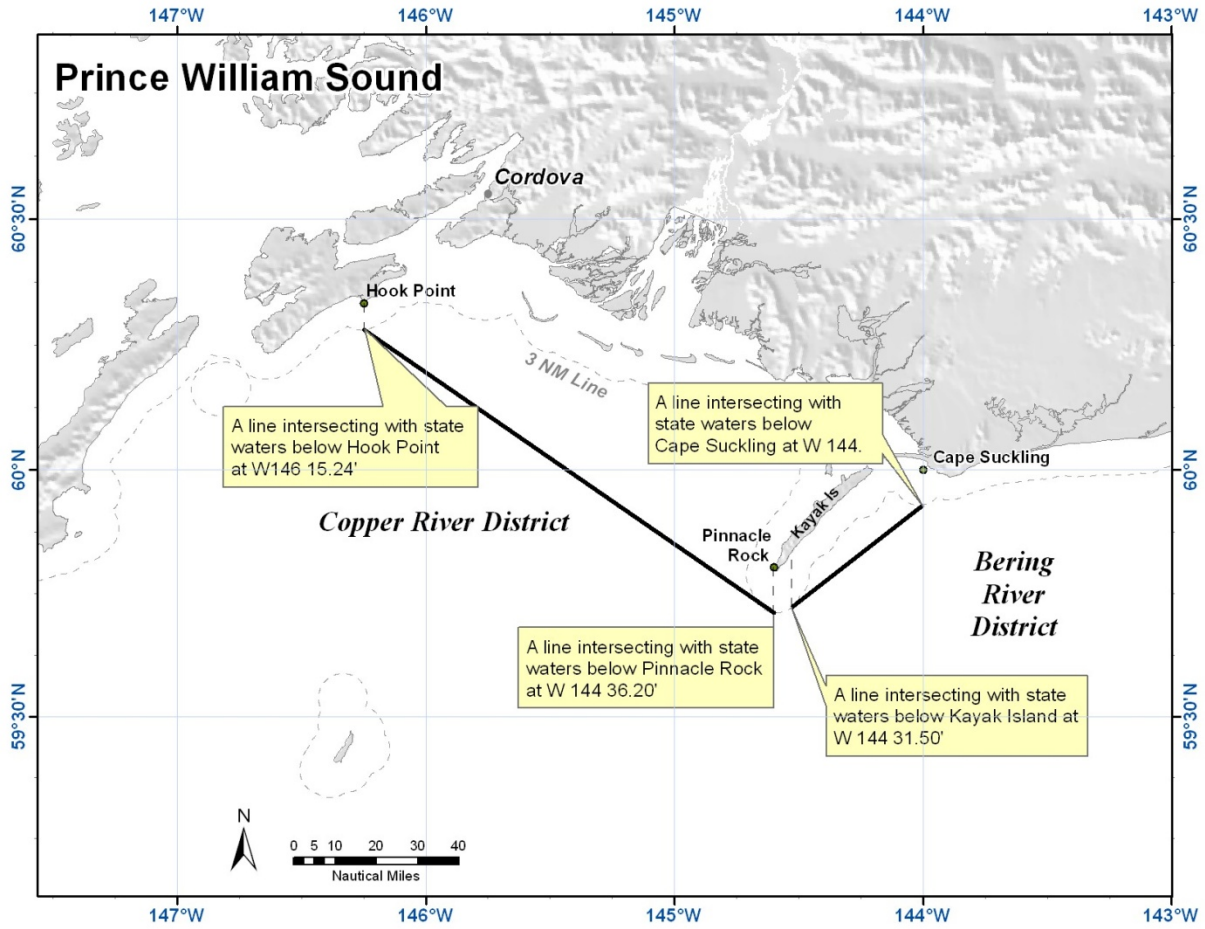 147°W 146°W 145°W 144°W 143°W
Prince William Sound
Cordova
60°30'N
60°30'N
Hook Point
3 NM Line
A line intersecting with state
waters below Hook Point
at W146 15.24'
A line intersecting with
state waters below
Cape Suckling at W 144.
Cape Suckling
60°N
60°N
Kayak Is
Copper River District
Pinnacle
Rock
Bering
River
District
A line intersecting with state
waters below Pinnacle Rock
at W 144 36.20'
A line intersecting with state
waters below Kayak Island at
W 144 31.50'
59°30'N
59°30'N
N
0 5 10 20 30 40
Nautical Miles
147°W 146°W 145°W 144°W 143°W